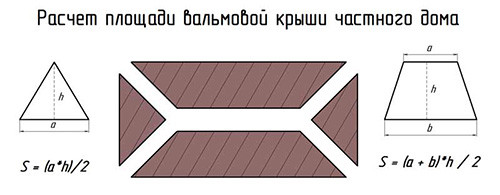 Расчет площади вальмовой крыши частного дома
h
a
S = (a*h)/2
a
h
b
S = (a + b)*h / 2